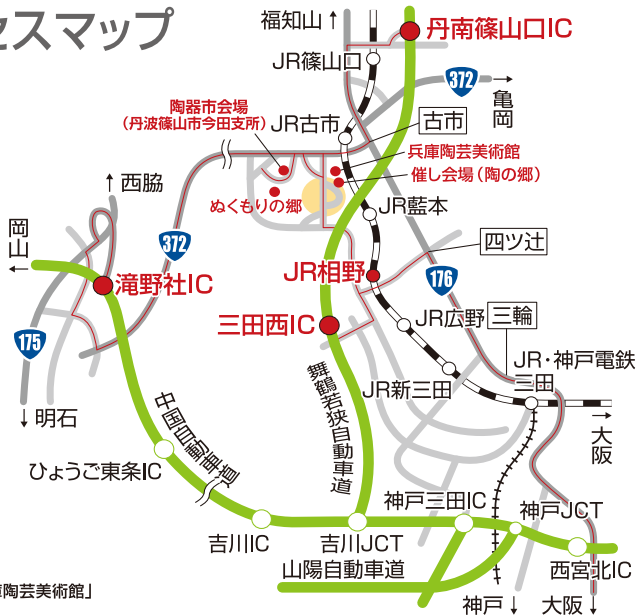 セスマップ
福知山↑
丹南篠山口IC
JR篠山口
372
→
亀岡
陶器市会場
(丹波篠山市今田支所)
JR古市
古市
兵庫陶芸美術館
催し会場(陶の郷)
ぬくもりの郷
↑西脇
JR藍本
岡山
←
372
四ツ辻
滝野社IC
JR相野
176
三田西IC
JR広野
三輪
175
JR・神戸電鉄
三田
JR新三田
↓明石
中国自動車道
舞鶴若狭自動車道
→
大阪
ひょうご東条IC
神戸三田IC
神戸JCT
吉川IC
吉川JCT
西宮北IC
山陽自動車道
庫陶芸美術館」
神戸↓
大阪↓